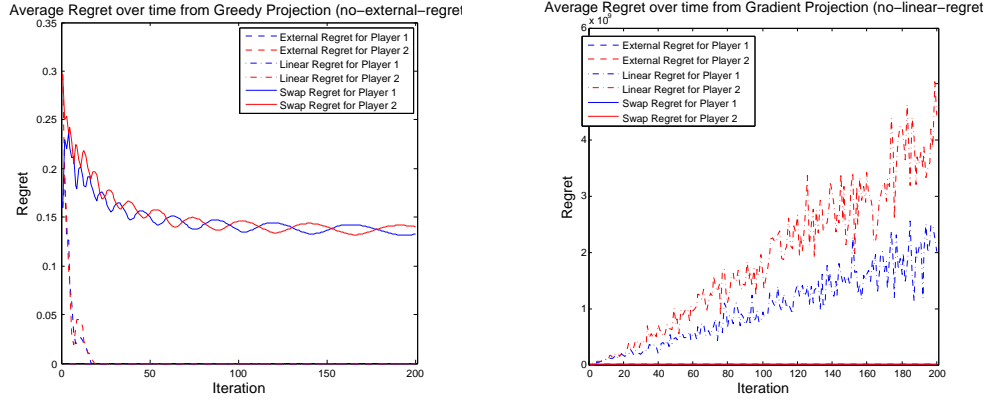 Average Regret over time from Greedy Projection (no−external−regret
0.35
0.3
0.25
0.2
0.15
0.1
0.05
0
0 50 100 150 200
Regret
Iteration
External Regret for Player 1
External Regret for Player 2
Linear Regret for Player 1
Linear Regret for Player 2
Swap Regret for Player 1
Swap Regret for Player 2
Average Regret over time from Gradient Projection (no−linear−regret
x 10^9
6
5
4
3
2
1
0
0 20 40 60 80 100 120 140 160 180 200
Regret
Iteration
External Regret for Player 1
External Regret for Player 2
Linear Regret for Player 1
Linear Regret for Player 2
Swap Regret for Player 1
Swap Regret for Player 2